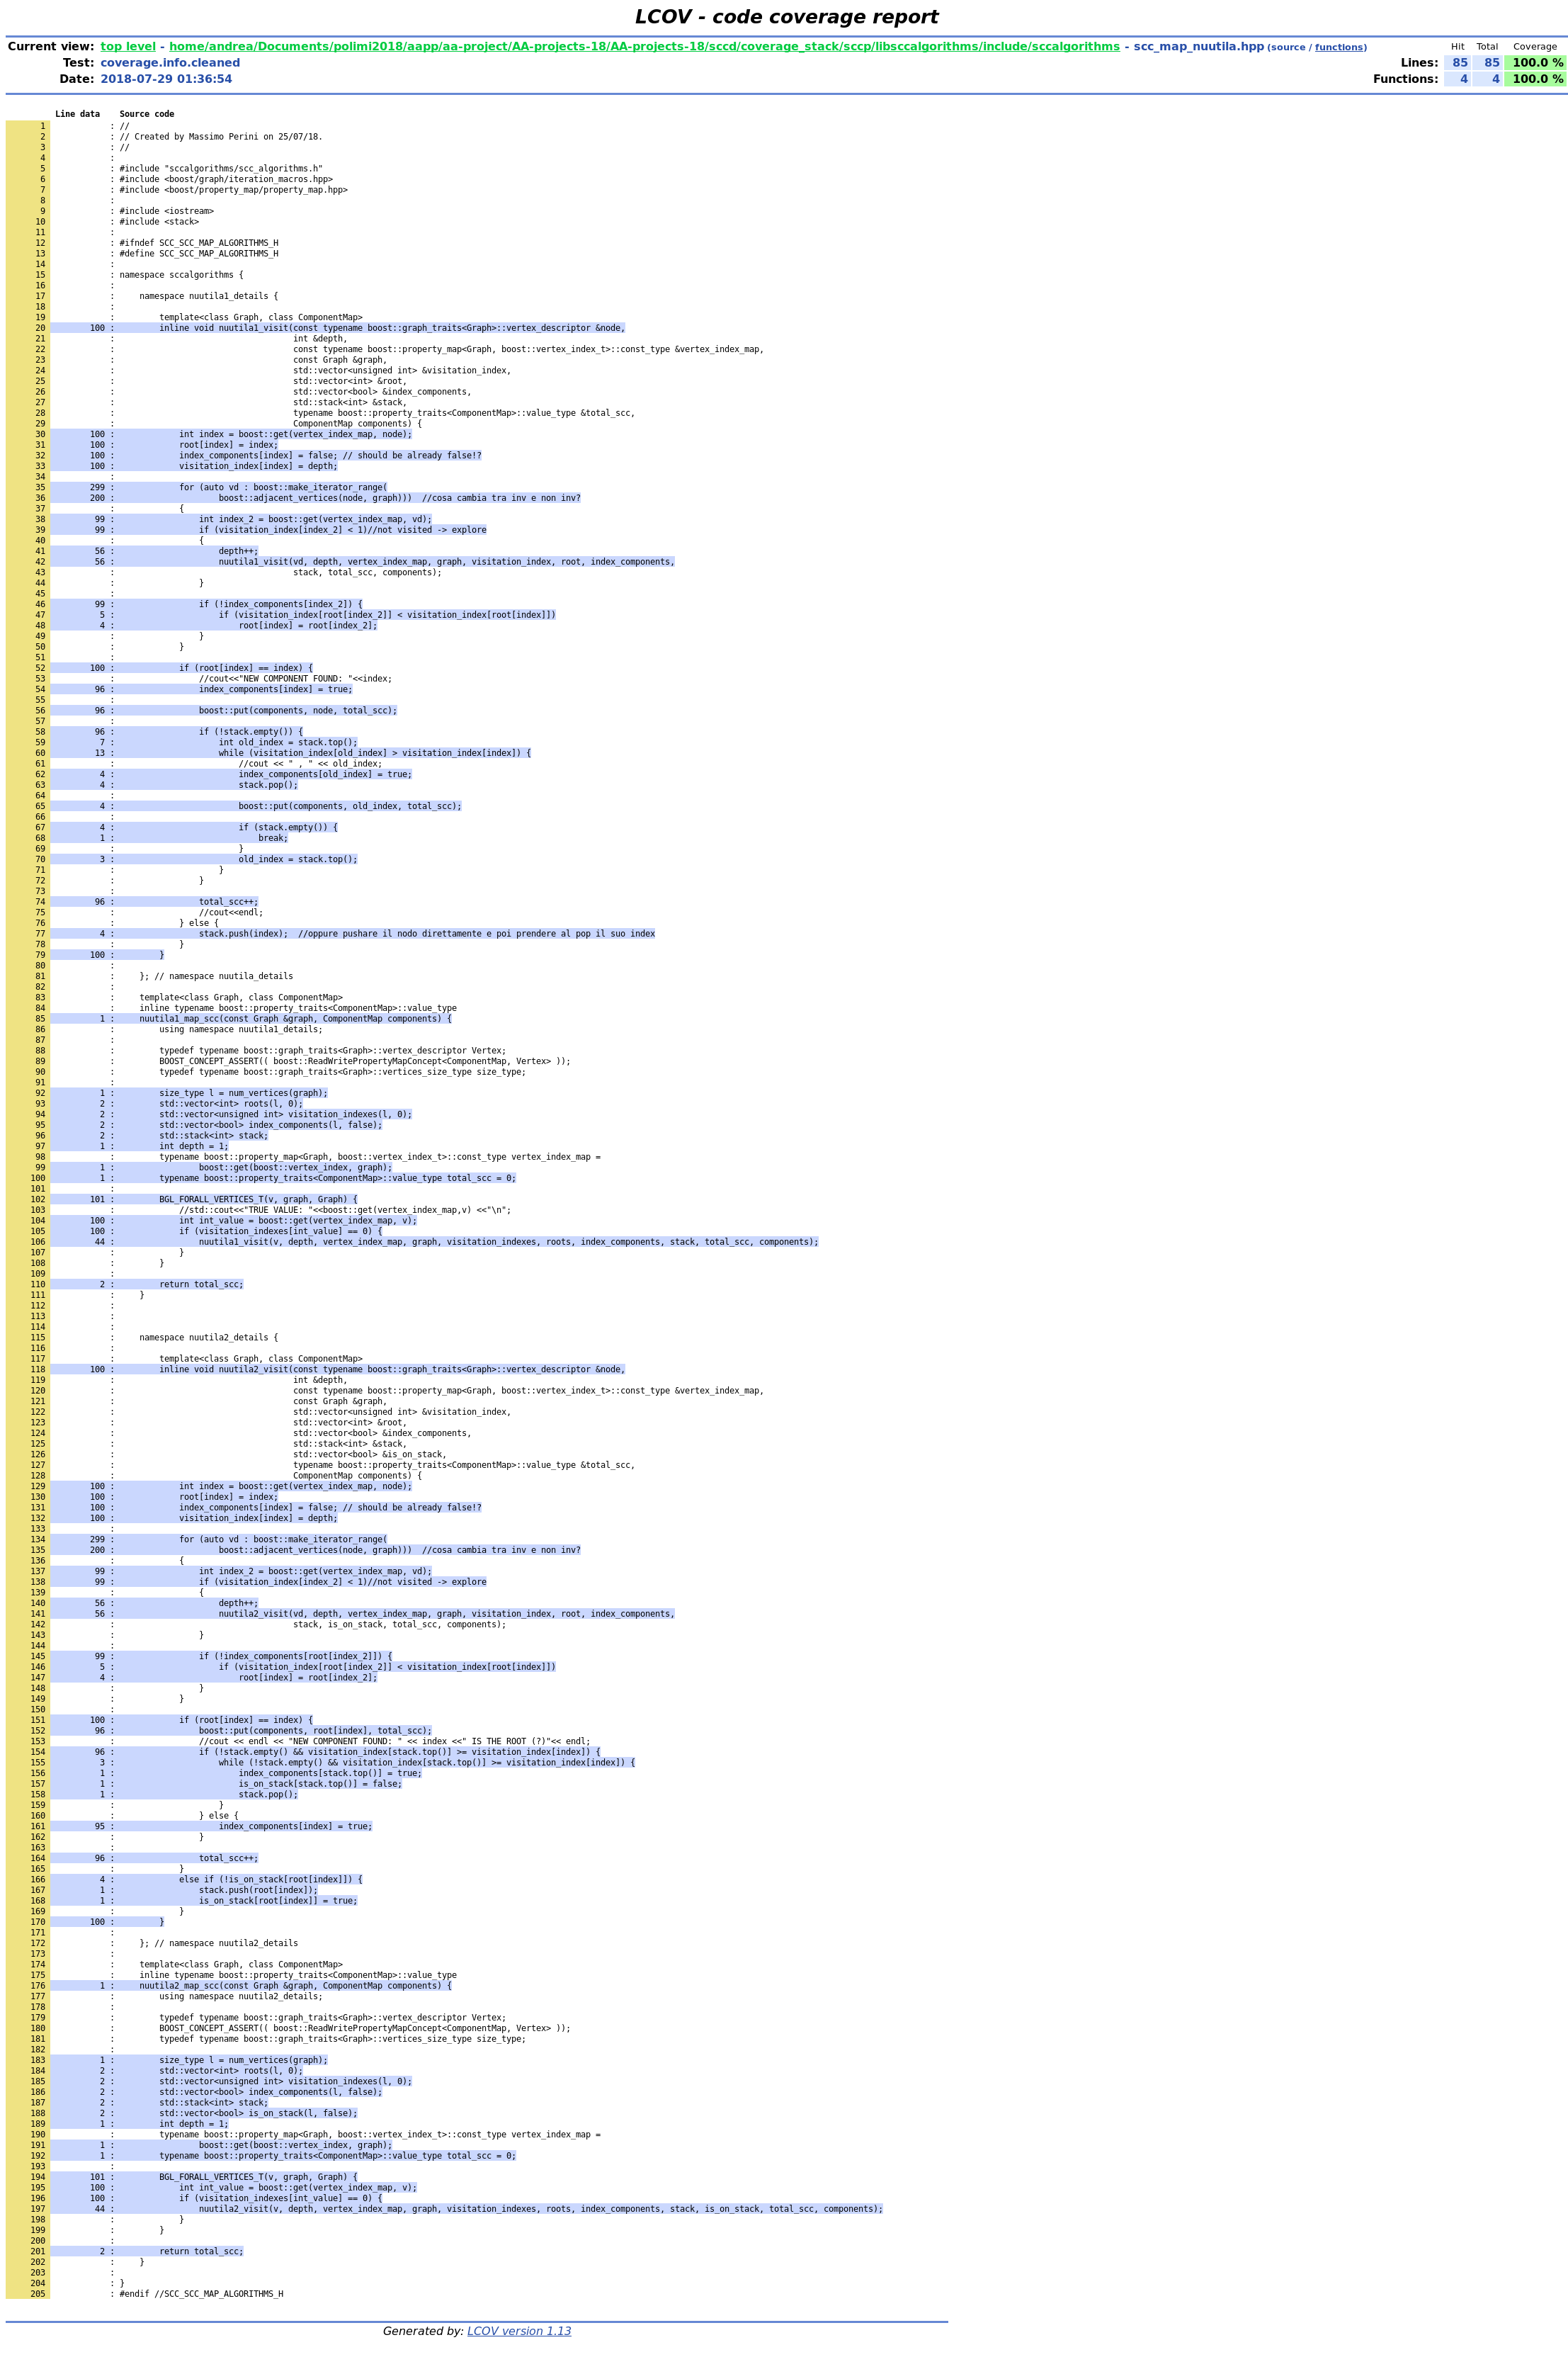 LCOV - code coverage report
Current view: top level - home/andrea/Documents/polimi2018/aapp/aa-project/AA-projects-18/AA-projects-18/sccd/coverage_stack/sccp/libsccalgorithms/include/sccalgorithms - scc_map_nuutila.hpp (source / functions) Hit Total Coverage
Test: coverage.info.cleaned Lines: 85 85 100.0 %
Date: 2018-07-29 01:36:54 Functions: 4 4 100.0 %
Line data Source code
1 : //
2 : // Created by Massimo Perini on 25/07/18.
3 : //
4 :
5 : #include "sccalgorithms/scc_algorithms.h"
6 : #include <boost/graph/iteration_macros.hpp>
7 : #include <boost/property_map/property_map.hpp>
8 :
9 : #include <iostream>
10 : #include <stack>
11 :
12 : #ifndef SCC_SCC_MAP_ALGORITHMS_H
13 : #define SCC_SCC_MAP_ALGORITHMS_H
14 :
15 : namespace sccalgorithms {
16 :
17 : namespace nuutila1_details {
18 :
19 : template<class Graph, class ComponentMap>
20 100 : inline void nuutila1_visit(const typename boost::graph_traits<Graph>::vertex_descriptor &node,
21 : int &depth,
22 : const typename boost::property_map<Graph, boost::vertex_index_t>::const_type &vertex_index_map,
23 : const Graph &graph,
24 : std::vector<unsigned int> &visitation_index,
25 : std::vector<int> &root,
26 : std::vector<bool> &index_components,
27 : std::stack<int> &stack,
28 : typename boost::property_traits<ComponentMap>::value_type &total_scc,
29 : ComponentMap components) {
30 100 : int index = boost::get(vertex_index_map, node);
31 100 : root[index] = index;
32 100 : index_components[index] = false; // should be already false!?
33 100 : visitation_index[index] = depth;
34 :
35 299 : for (auto vd : boost::make_iterator_range(
36 200 : boost::adjacent_vertices(node, graph))) //cosa cambia tra inv e non inv?
37 : {
38 99 : int index_2 = boost::get(vertex_index_map, vd);
39 99 : if (visitation_index[index_2] < 1)//not visited -> explore
40 : {
41 56 : depth++;
42 56 : nuutila1_visit(vd, depth, vertex_index_map, graph, visitation_index, root, index_components,
43 : stack, total_scc, components);
44 : }
45 :
46 99 : if (!index_components[index_2]) {
47 5 : if (visitation_index[root[index_2]] < visitation_index[root[index]])
48 4 : root[index] = root[index_2];
49 : }
50 : }
51 :
52 100 : if (root[index] == index) {
53 : //cout<<"NEW COMPONENT FOUND: "<<index;
54 96 : index_components[index] = true;
55 :
56 96 : boost::put(components, node, total_scc);
57 :
58 96 : if (!stack.empty()) {
59 7 : int old_index = stack.top();
60 13 : while (visitation_index[old_index] > visitation_index[index]) {
61 : //cout << " , " << old_index;
62 4 : index_components[old_index] = true;
63 4 : stack.pop();
64 :
65 4 : boost::put(components, old_index, total_scc);
66 :
67 4 : if (stack.empty()) {
68 1 : break;
69 : }
70 3 : old_index = stack.top();
71 : }
72 : }
73 :
74 96 : total_scc++;
75 : //cout<<endl;
76 : } else {
77 4 : stack.push(index); //oppure pushare il nodo direttamente e poi prendere al pop il suo index
78 : }
79 100 : }
80 :
81 : }; // namespace nuutila_details
82 :
83 : template<class Graph, class ComponentMap>
84 : inline typename boost::property_traits<ComponentMap>::value_type
85 1 : nuutila1_map_scc(const Graph &graph, ComponentMap components) {
86 : using namespace nuutila1_details;
87 :
88 : typedef typename boost::graph_traits<Graph>::vertex_descriptor Vertex;
89 : BOOST_CONCEPT_ASSERT(( boost::ReadWritePropertyMapConcept<ComponentMap, Vertex> ));
90 : typedef typename boost::graph_traits<Graph>::vertices_size_type size_type;
91 :
92 1 : size_type l = num_vertices(graph);
93 2 : std::vector<int> roots(l, 0);
94 2 : std::vector<unsigned int> visitation_indexes(l, 0);
95 2 : std::vector<bool> index_components(l, false);
96 2 : std::stack<int> stack;
97 1 : int depth = 1;
98 : typename boost::property_map<Graph, boost::vertex_index_t>::const_type vertex_index_map =
99 1 : boost::get(boost::vertex_index, graph);
100 1 : typename boost::property_traits<ComponentMap>::value_type total_scc = 0;
101 :
102 101 : BGL_FORALL_VERTICES_T(v, graph, Graph) {
103 : //std::cout<<"TRUE VALUE: "<<boost::get(vertex_index_map,v) <<"\n";
104 100 : int int_value = boost::get(vertex_index_map, v);
105 100 : if (visitation_indexes[int_value] == 0) {
106 44 : nuutila1_visit(v, depth, vertex_index_map, graph, visitation_indexes, roots, index_components, stack, total_scc, components);
107 : }
108 : }
109 :
110 2 : return total_scc;
111 : }
112 :
113 :
114 :
115 : namespace nuutila2_details {
116 :
117 : template<class Graph, class ComponentMap>
118 100 : inline void nuutila2_visit(const typename boost::graph_traits<Graph>::vertex_descriptor &node,
119 : int &depth,
120 : const typename boost::property_map<Graph, boost::vertex_index_t>::const_type &vertex_index_map,
121 : const Graph &graph,
122 : std::vector<unsigned int> &visitation_index,
123 : std::vector<int> &root,
124 : std::vector<bool> &index_components,
125 : std::stack<int> &stack,
126 : std::vector<bool> &is_on_stack,
127 : typename boost::property_traits<ComponentMap>::value_type &total_scc,
128 : ComponentMap components) {
129 100 : int index = boost::get(vertex_index_map, node);
130 100 : root[index] = index;
131 100 : index_components[index] = false; // should be already false!?
132 100 : visitation_index[index] = depth;
133 :
134 299 : for (auto vd : boost::make_iterator_range(
135 200 : boost::adjacent_vertices(node, graph))) //cosa cambia tra inv e non inv?
136 : {
137 99 : int index_2 = boost::get(vertex_index_map, vd);
138 99 : if (visitation_index[index_2] < 1)//not visited -> explore
139 : {
140 56 : depth++;
141 56 : nuutila2_visit(vd, depth, vertex_index_map, graph, visitation_index, root, index_components,
142 : stack, is_on_stack, total_scc, components);
143 : }
144 :
145 99 : if (!index_components[root[index_2]]) {
146 5 : if (visitation_index[root[index_2]] < visitation_index[root[index]])
147 4 : root[index] = root[index_2];
148 : }
149 : }
150 :
151 100 : if (root[index] == index) {
152 96 : boost::put(components, root[index], total_scc);
153 : //cout << endl << "NEW COMPONENT FOUND: " << index <<" IS THE ROOT (?)"<< endl;
154 96 : if (!stack.empty() && visitation_index[stack.top()] >= visitation_index[index]) {
155 3 : while (!stack.empty() && visitation_index[stack.top()] >= visitation_index[index]) {
156 1 : index_components[stack.top()] = true;
157 1 : is_on_stack[stack.top()] = false;
158 1 : stack.pop();
159 : }
160 : } else {
161 95 : index_components[index] = true;
162 : }
163 :
164 96 : total_scc++;
165 : }
166 4 : else if (!is_on_stack[root[index]]) {
167 1 : stack.push(root[index]);
168 1 : is_on_stack[root[index]] = true;
169 : }
170 100 : }
171 :
172 : }; // namespace nuutila2_details
173 :
174 : template<class Graph, class ComponentMap>
175 : inline typename boost::property_traits<ComponentMap>::value_type
176 1 : nuutila2_map_scc(const Graph &graph, ComponentMap components) {
177 : using namespace nuutila2_details;
178 :
179 : typedef typename boost::graph_traits<Graph>::vertex_descriptor Vertex;
180 : BOOST_CONCEPT_ASSERT(( boost::ReadWritePropertyMapConcept<ComponentMap, Vertex> ));
181 : typedef typename boost::graph_traits<Graph>::vertices_size_type size_type;
182 :
183 1 : size_type l = num_vertices(graph);
184 2 : std::vector<int> roots(l, 0);
185 2 : std::vector<unsigned int> visitation_indexes(l, 0);
186 2 : std::vector<bool> index_components(l, false);
187 2 : std::stack<int> stack;
188 2 : std::vector<bool> is_on_stack(l, false);
189 1 : int depth = 1;
190 : typename boost::property_map<Graph, boost::vertex_index_t>::const_type vertex_index_map =
191 1 : boost::get(boost::vertex_index, graph);
192 1 : typename boost::property_traits<ComponentMap>::value_type total_scc = 0;
193 :
194 101 : BGL_FORALL_VERTICES_T(v, graph, Graph) {
195 100 : int int_value = boost::get(vertex_index_map, v);
196 100 : if (visitation_indexes[int_value] == 0) {
197 44 : nuutila2_visit(v, depth, vertex_index_map, graph, visitation_indexes, roots, index_components, stack, is_on_stack, total_scc, components);
198 : }
199 : }
200 :
201 2 : return total_scc;
202 : }
203 :
204 : }
205 : #endif //SCC_SCC_MAP_ALGORITHMS_H
Generated by: LCOV version 1.13